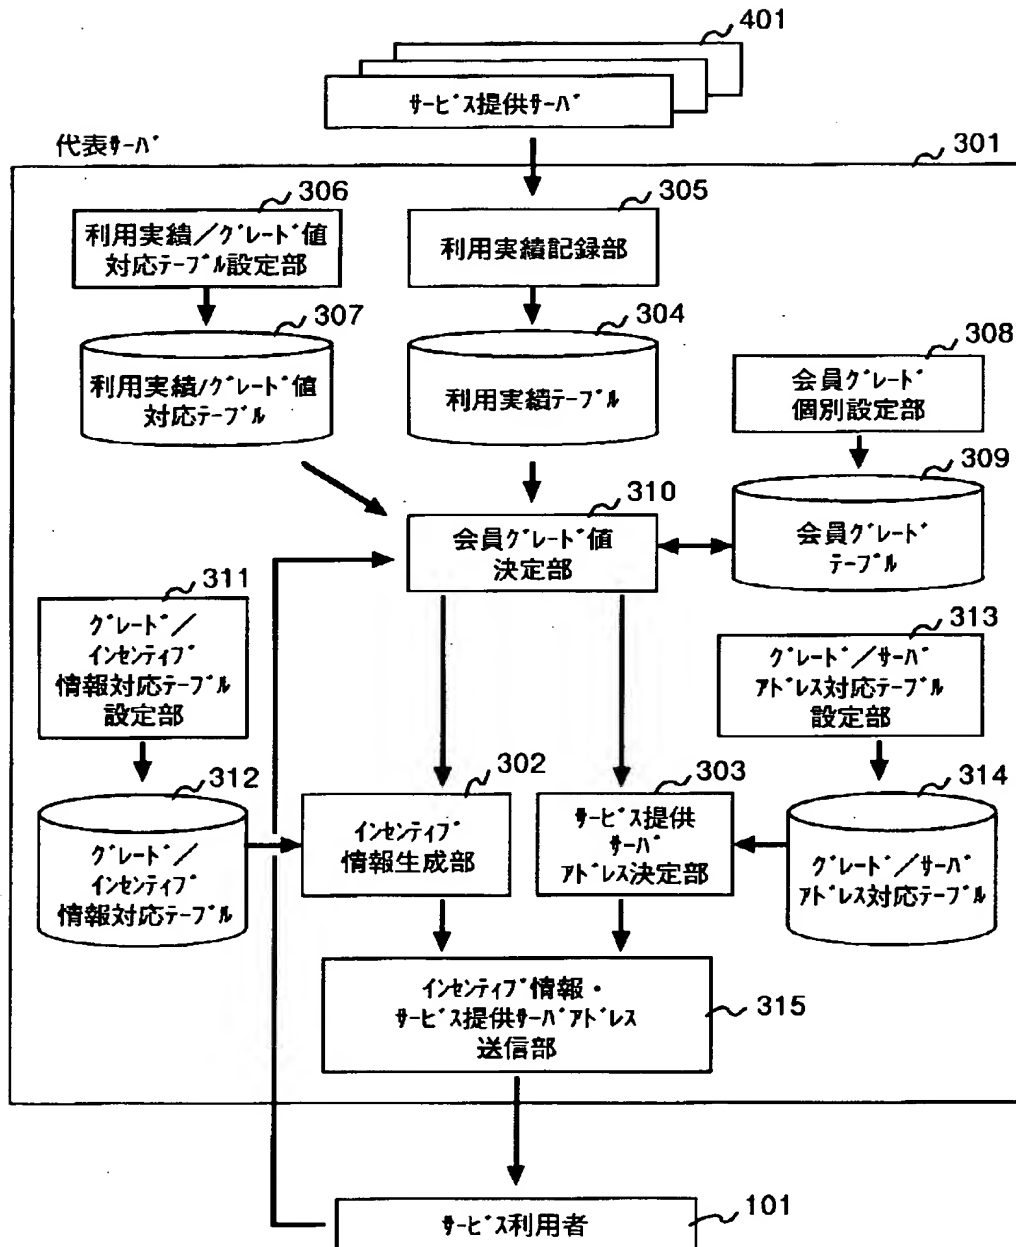 401
サービス提供サーバ
代表サーバ
301
306
利用実績／グレード値
対応テーブル設定部
305
利用実績記録部
307
利用実績/グレード値
対応テーブル
304
利用実績テーブル
308
会員グレード
個別設定部
309
会員グレード
テーブル
310
会員グレード値
決定部
311
グレード／
インセンティブ
情報対応テーブル
設定部
313
グレード／サーバ
アドレス対応テーブル
設定部
312
グレード／
インセンティブ
情報対応テーブル
302
インセンティブ
情報生成部
303
サービス提供
サーバ
アドレス決定部
314
グレード／サーバ
アドレス対応テーブル
インセンティブ情報・
サービス提供サーバアドレス
送信部
315
サービス利用者
101